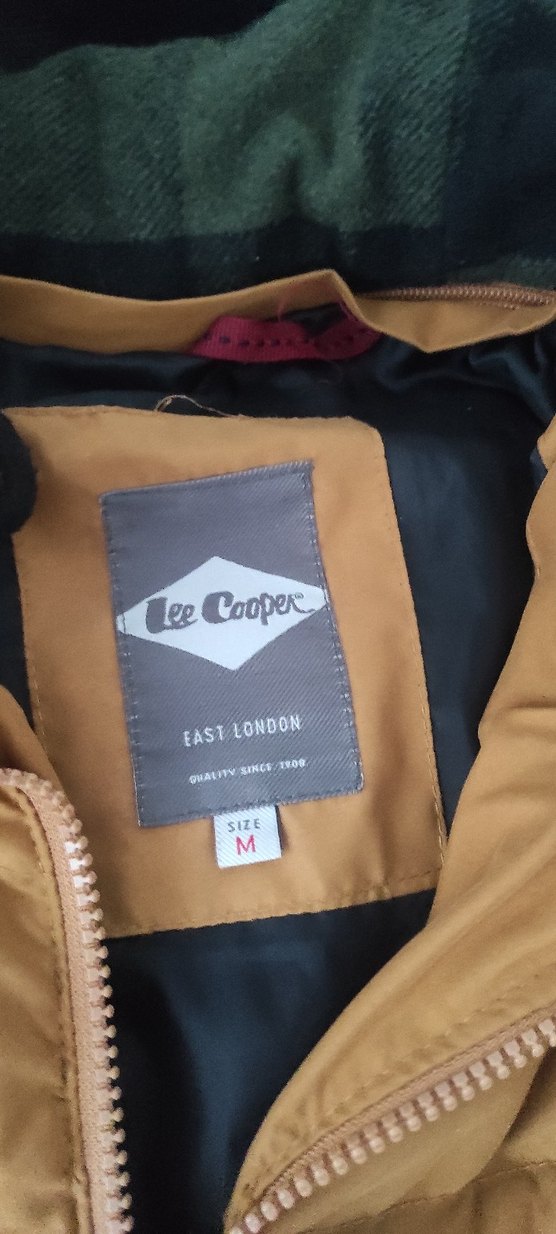 Lee Cooper
EAST LONDON
QUALITY SINCE 1908
SIZE
M